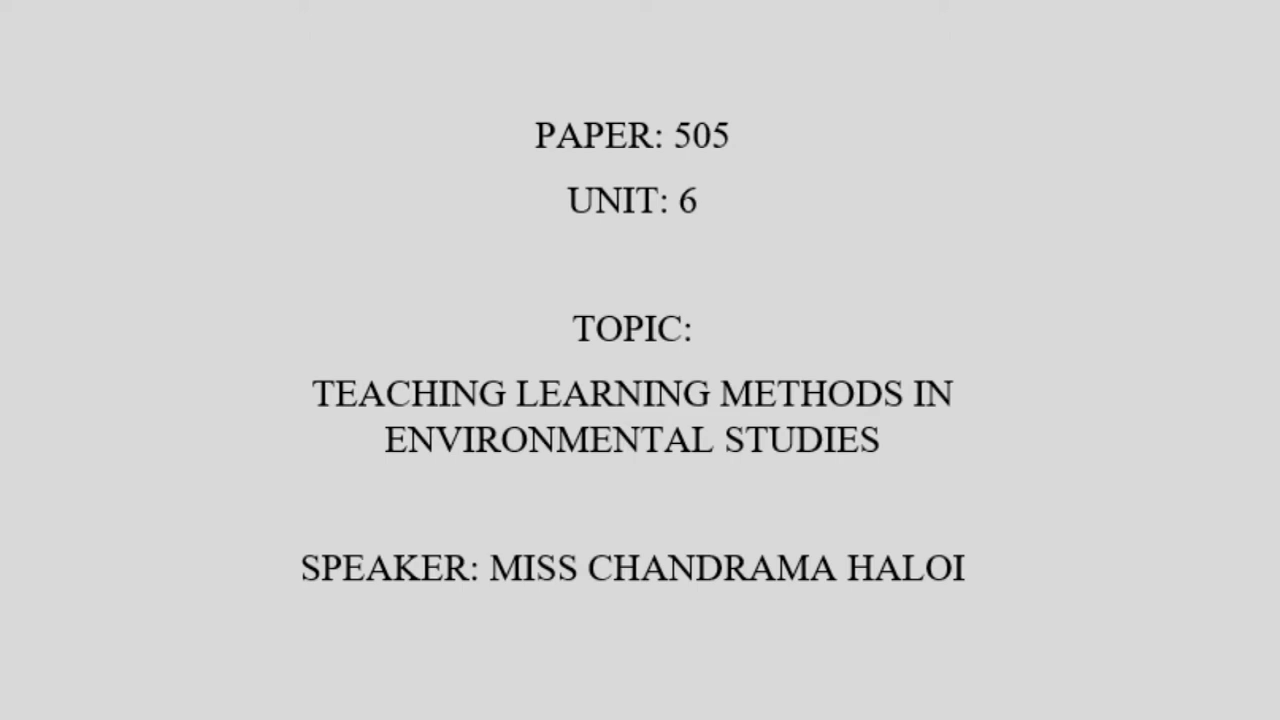 PAPER: 505
UNIT: 6
TOPIC:
TEACHING LEARNING METHODS IN
ENVIRONMENTAL STUDIES
SPEAKER: MISS CHANDRAMA HALOI